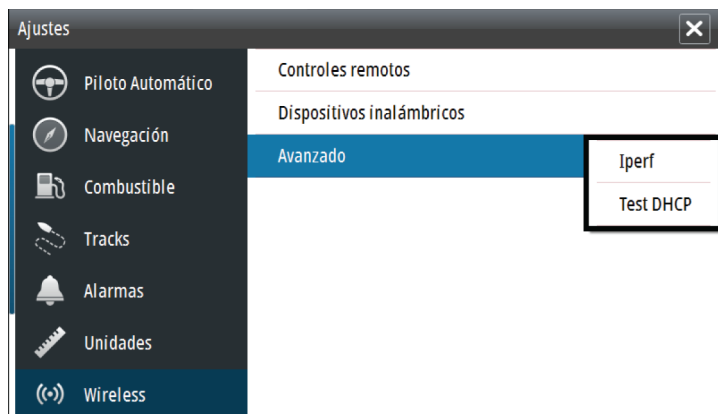 Ajustes
Piloto Automático
Navegación
Combustible
Tracks
Alarmas
Unidades
Wireless
Controles remotos
Dispositivos inalámbricos
Avanzado
Iperf
Test DHCP